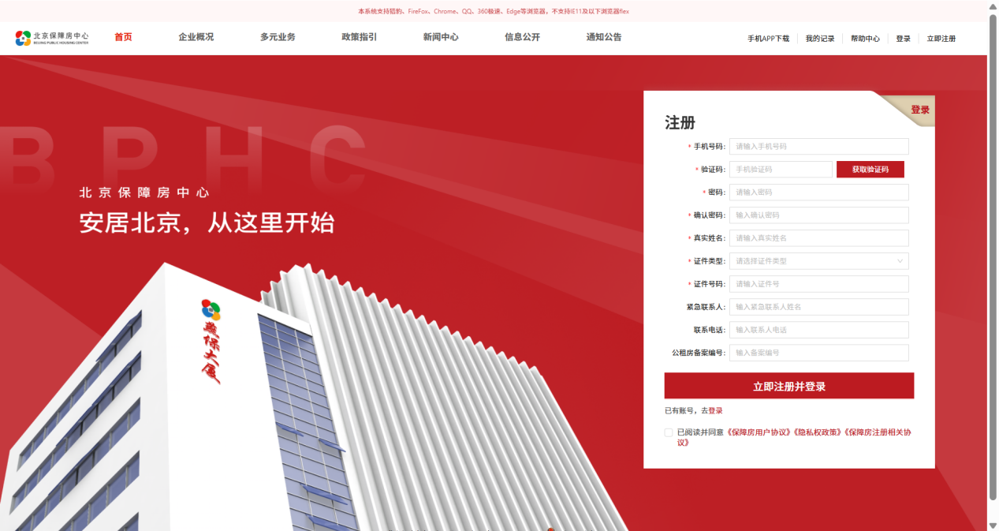 本系统支持猎豹、FireFox、Chrome、QQ、360极速、Edge等浏览器，不支持IE11及以下浏览器flex
北京保障房中心
BEIJING PUBLIC HOUSING CENTER
首页 企业概况 多元业务 政策指引 新闻中心 信息公开 通知公告 手机APP下载 我的记录 帮助中心 登录 立即注册
BPHC
北京保障房中心
安居北京，从这里开始
燕保大厦
登录
注册
* 手机号码： 请输入手机号码
* 验证码： 手机验证码 获取验证码
* 密码： 请输入密码
* 确认密码： 输入确认密码
* 真实姓名： 请输入真实姓名
* 证件类型： 请选择证件类型
* 证件号码： 请输入证件号
紧急联系人： 输入紧急联系人姓名
联系电话： 输入联系人电话
公租房备案编号： 输入备案编号
立即注册并登录
已有账号，去登录
已阅读并同意《保障房用户协议》《隐私权政策》《保障房注册相关协
议》